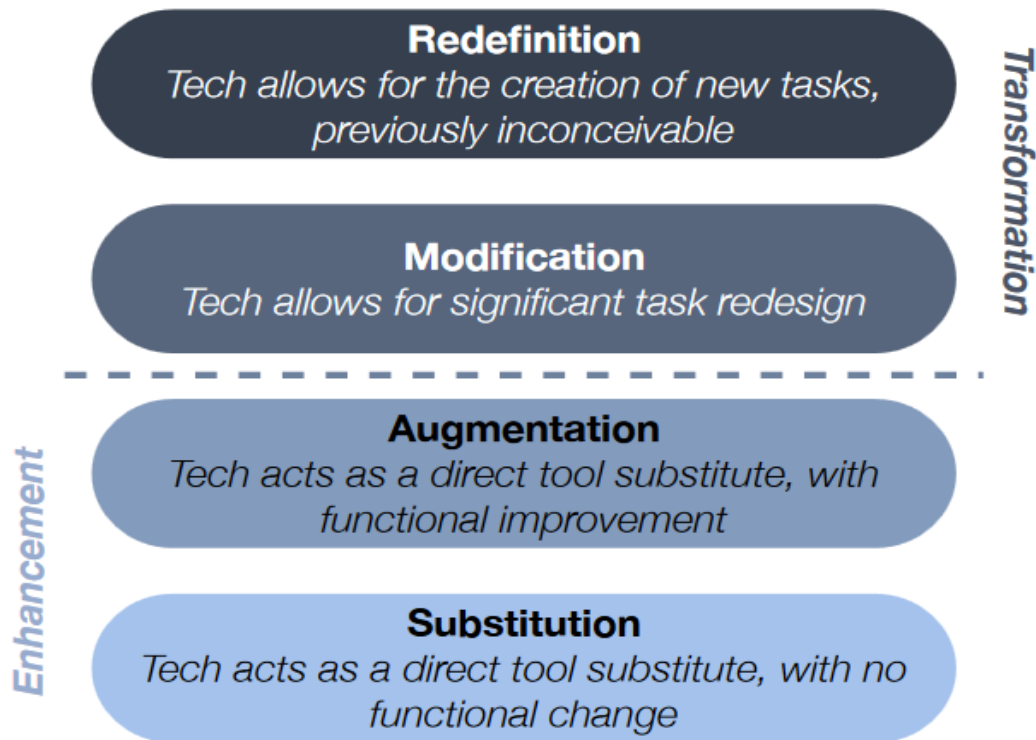 Redefinition
Tech allows for the creation of new tasks,
previously inconceivable
Transformation
Modification
Tech allows for significant task redesign
Augmentation
Tech acts as a direct tool substitute, with
functional improvement
Enhancement
Substitution
Tech acts as a direct tool substitute, with no
functional change